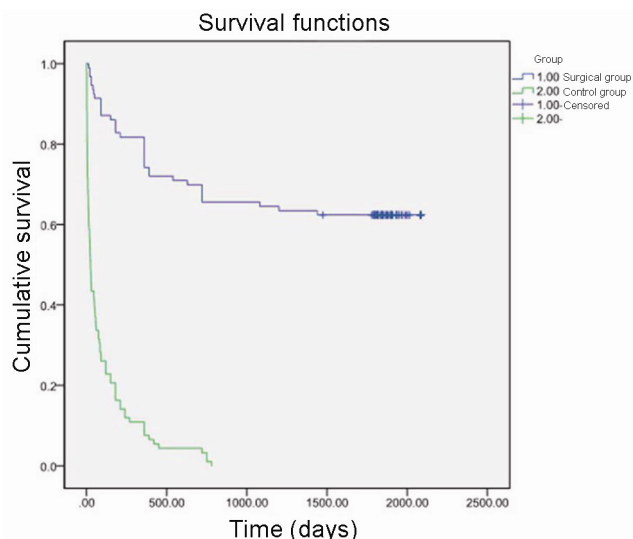 Survival functions
Group
1.00 Surgical group
2.00 Control group
1.00-Censored
2.00-
1.0
0.8
0.6
0.4
0.2
0.0
Cumulative survival
.00 500.00 1000.00 1500.00 2000.00 2500.00
Time (days)